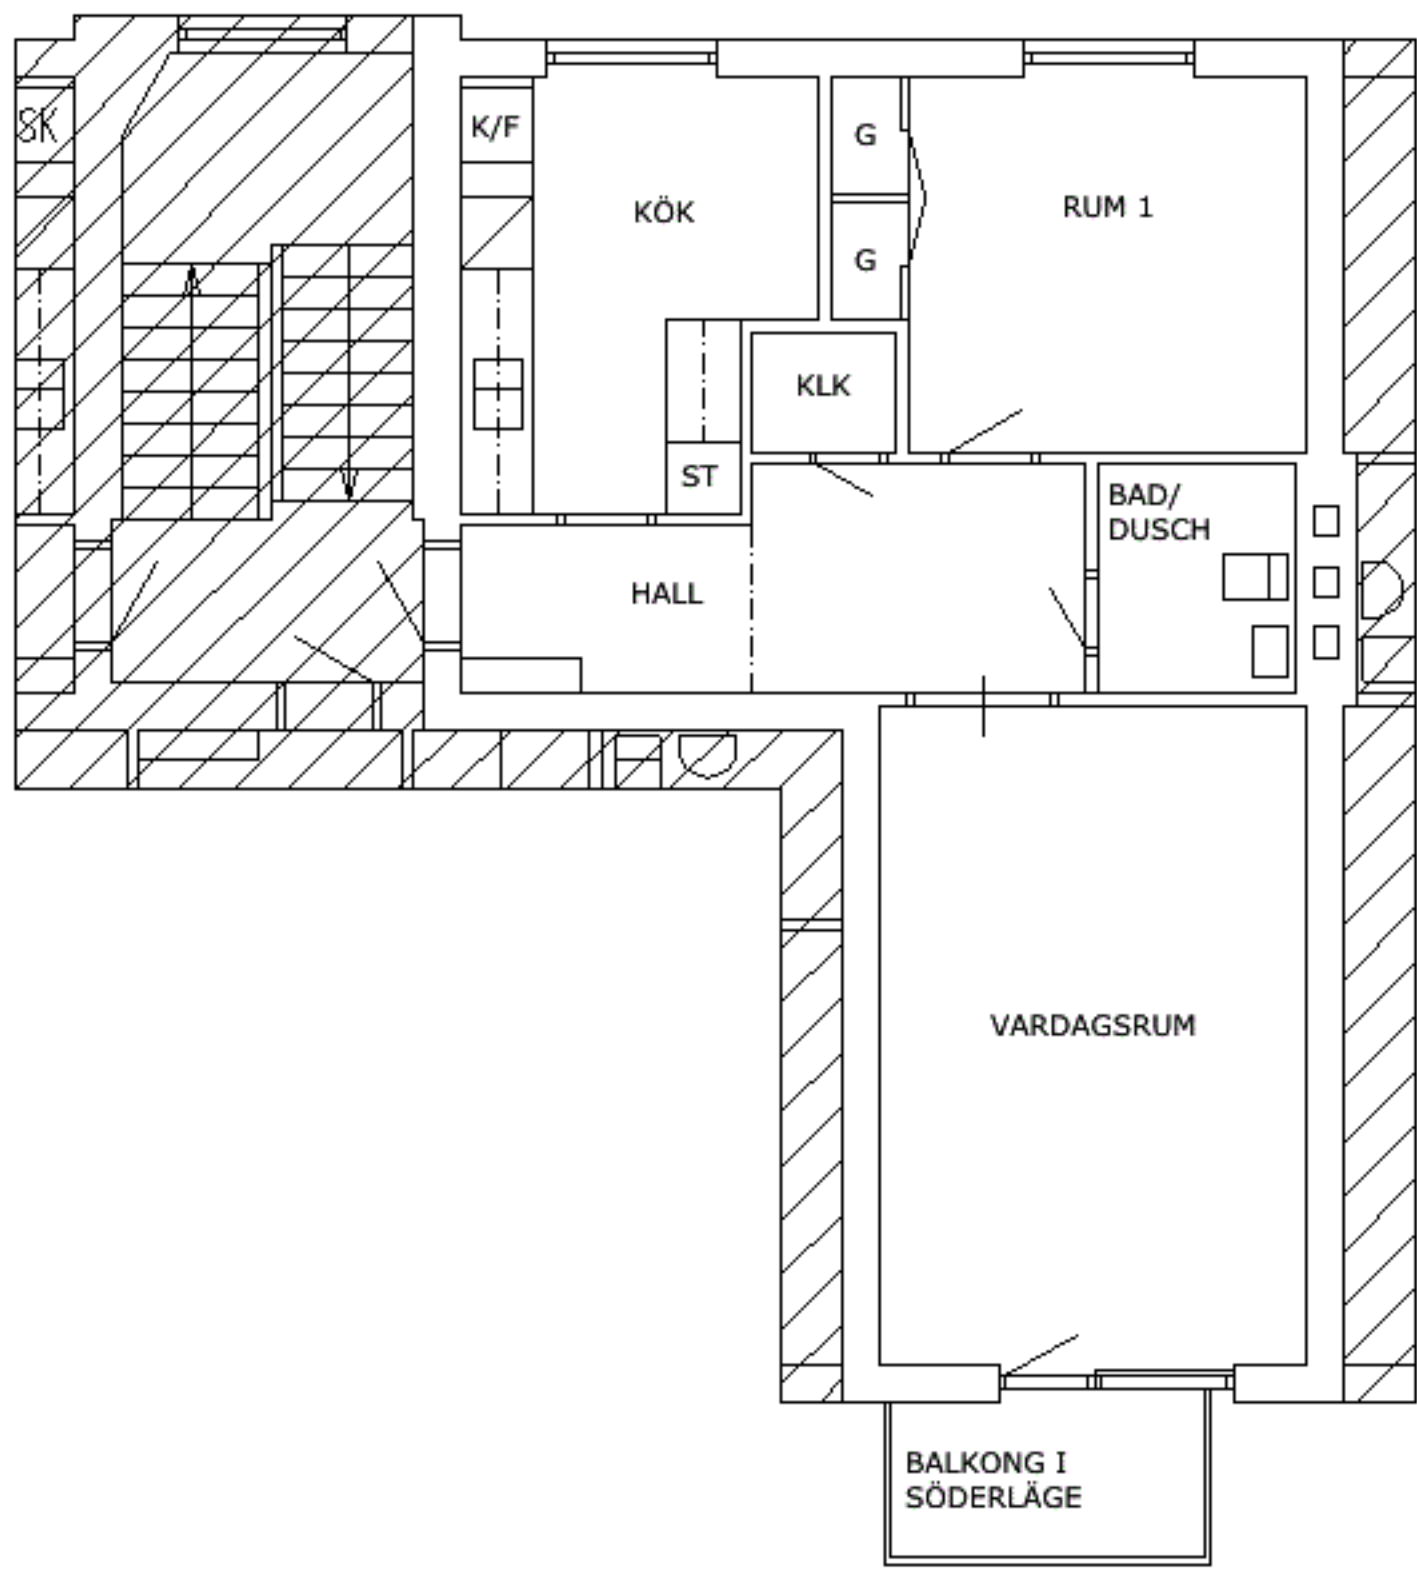 SK
K/F
G
KÖK
RUM 1
G
KLK
ST
BAD/
DUSCH
HALL
VARDAGSRUM
BALKONG I
SÖDERLÄGE